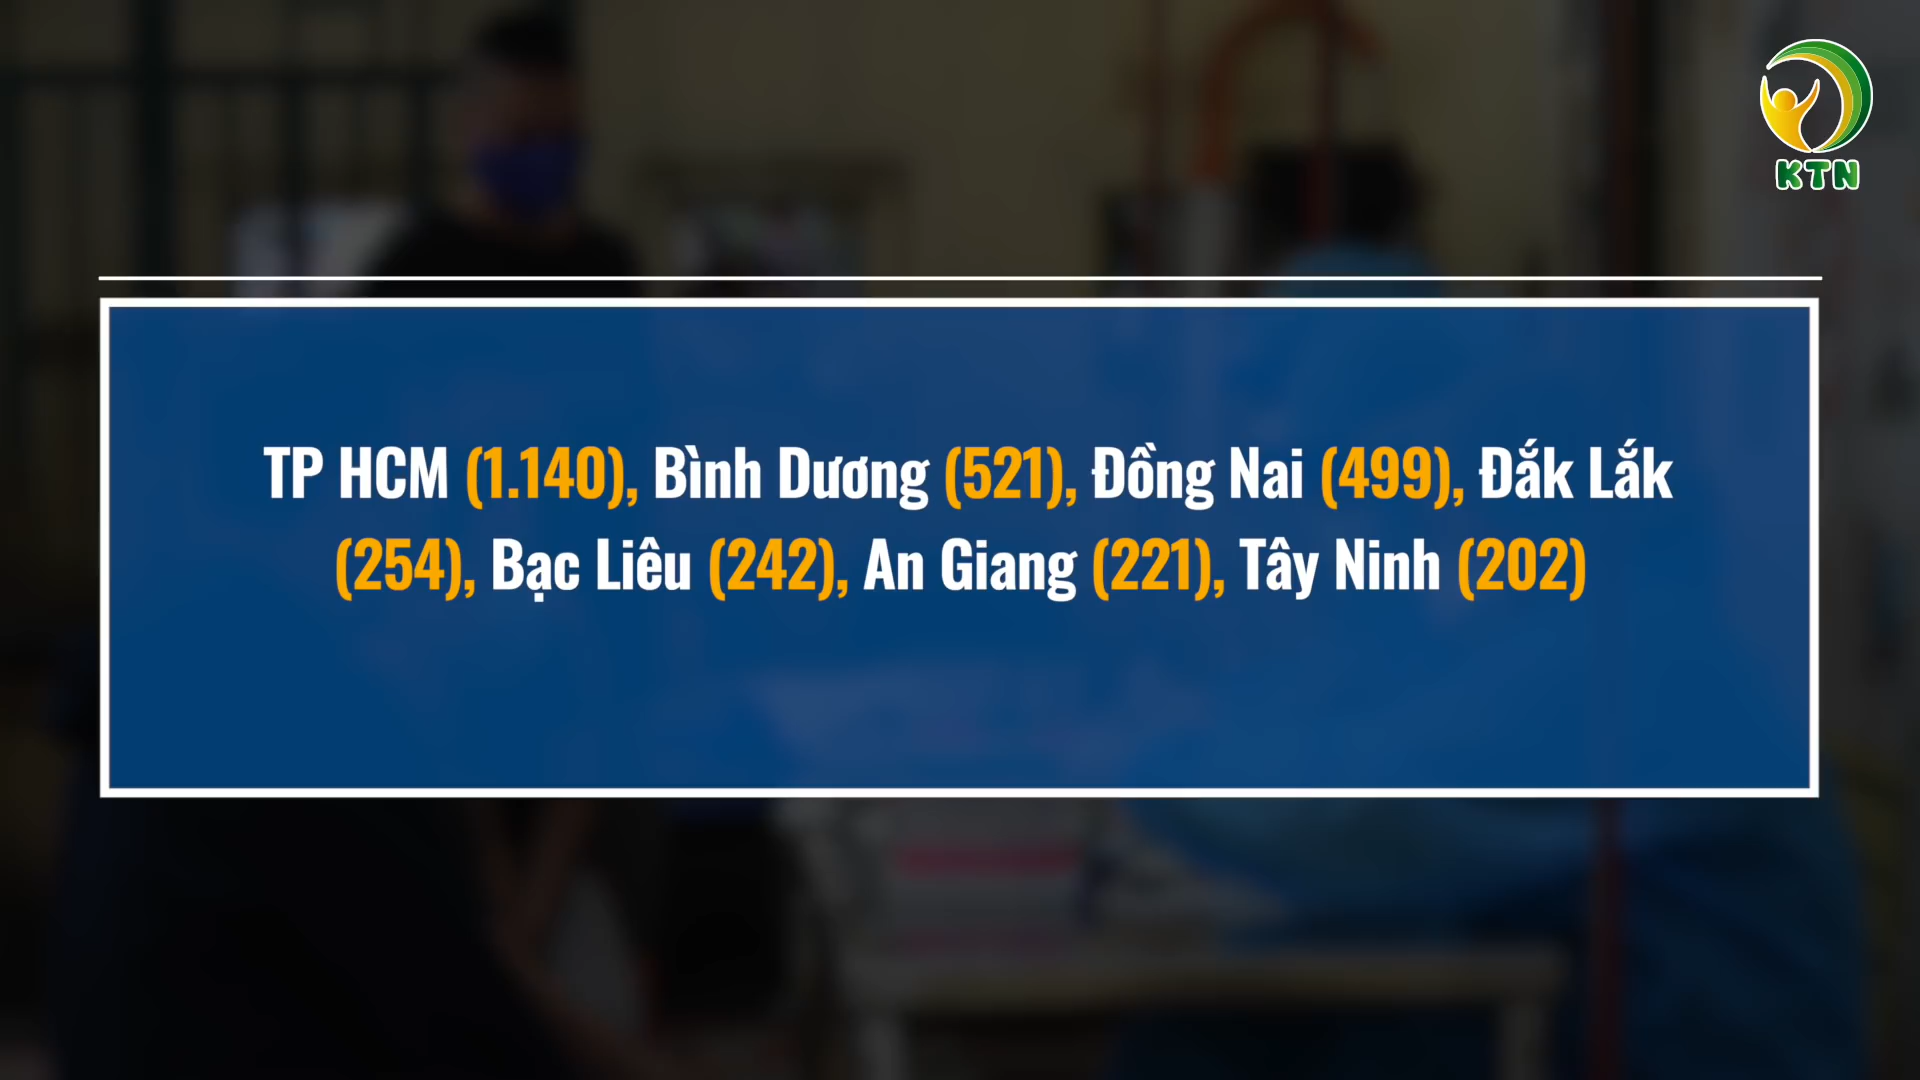 KTN
TP HCM (1.140), Bình Dương (521), Đồng Nai (499), Đắk Lắk
(254), Bạc Liêu (242), An Giang (221), Tây Ninh (202)